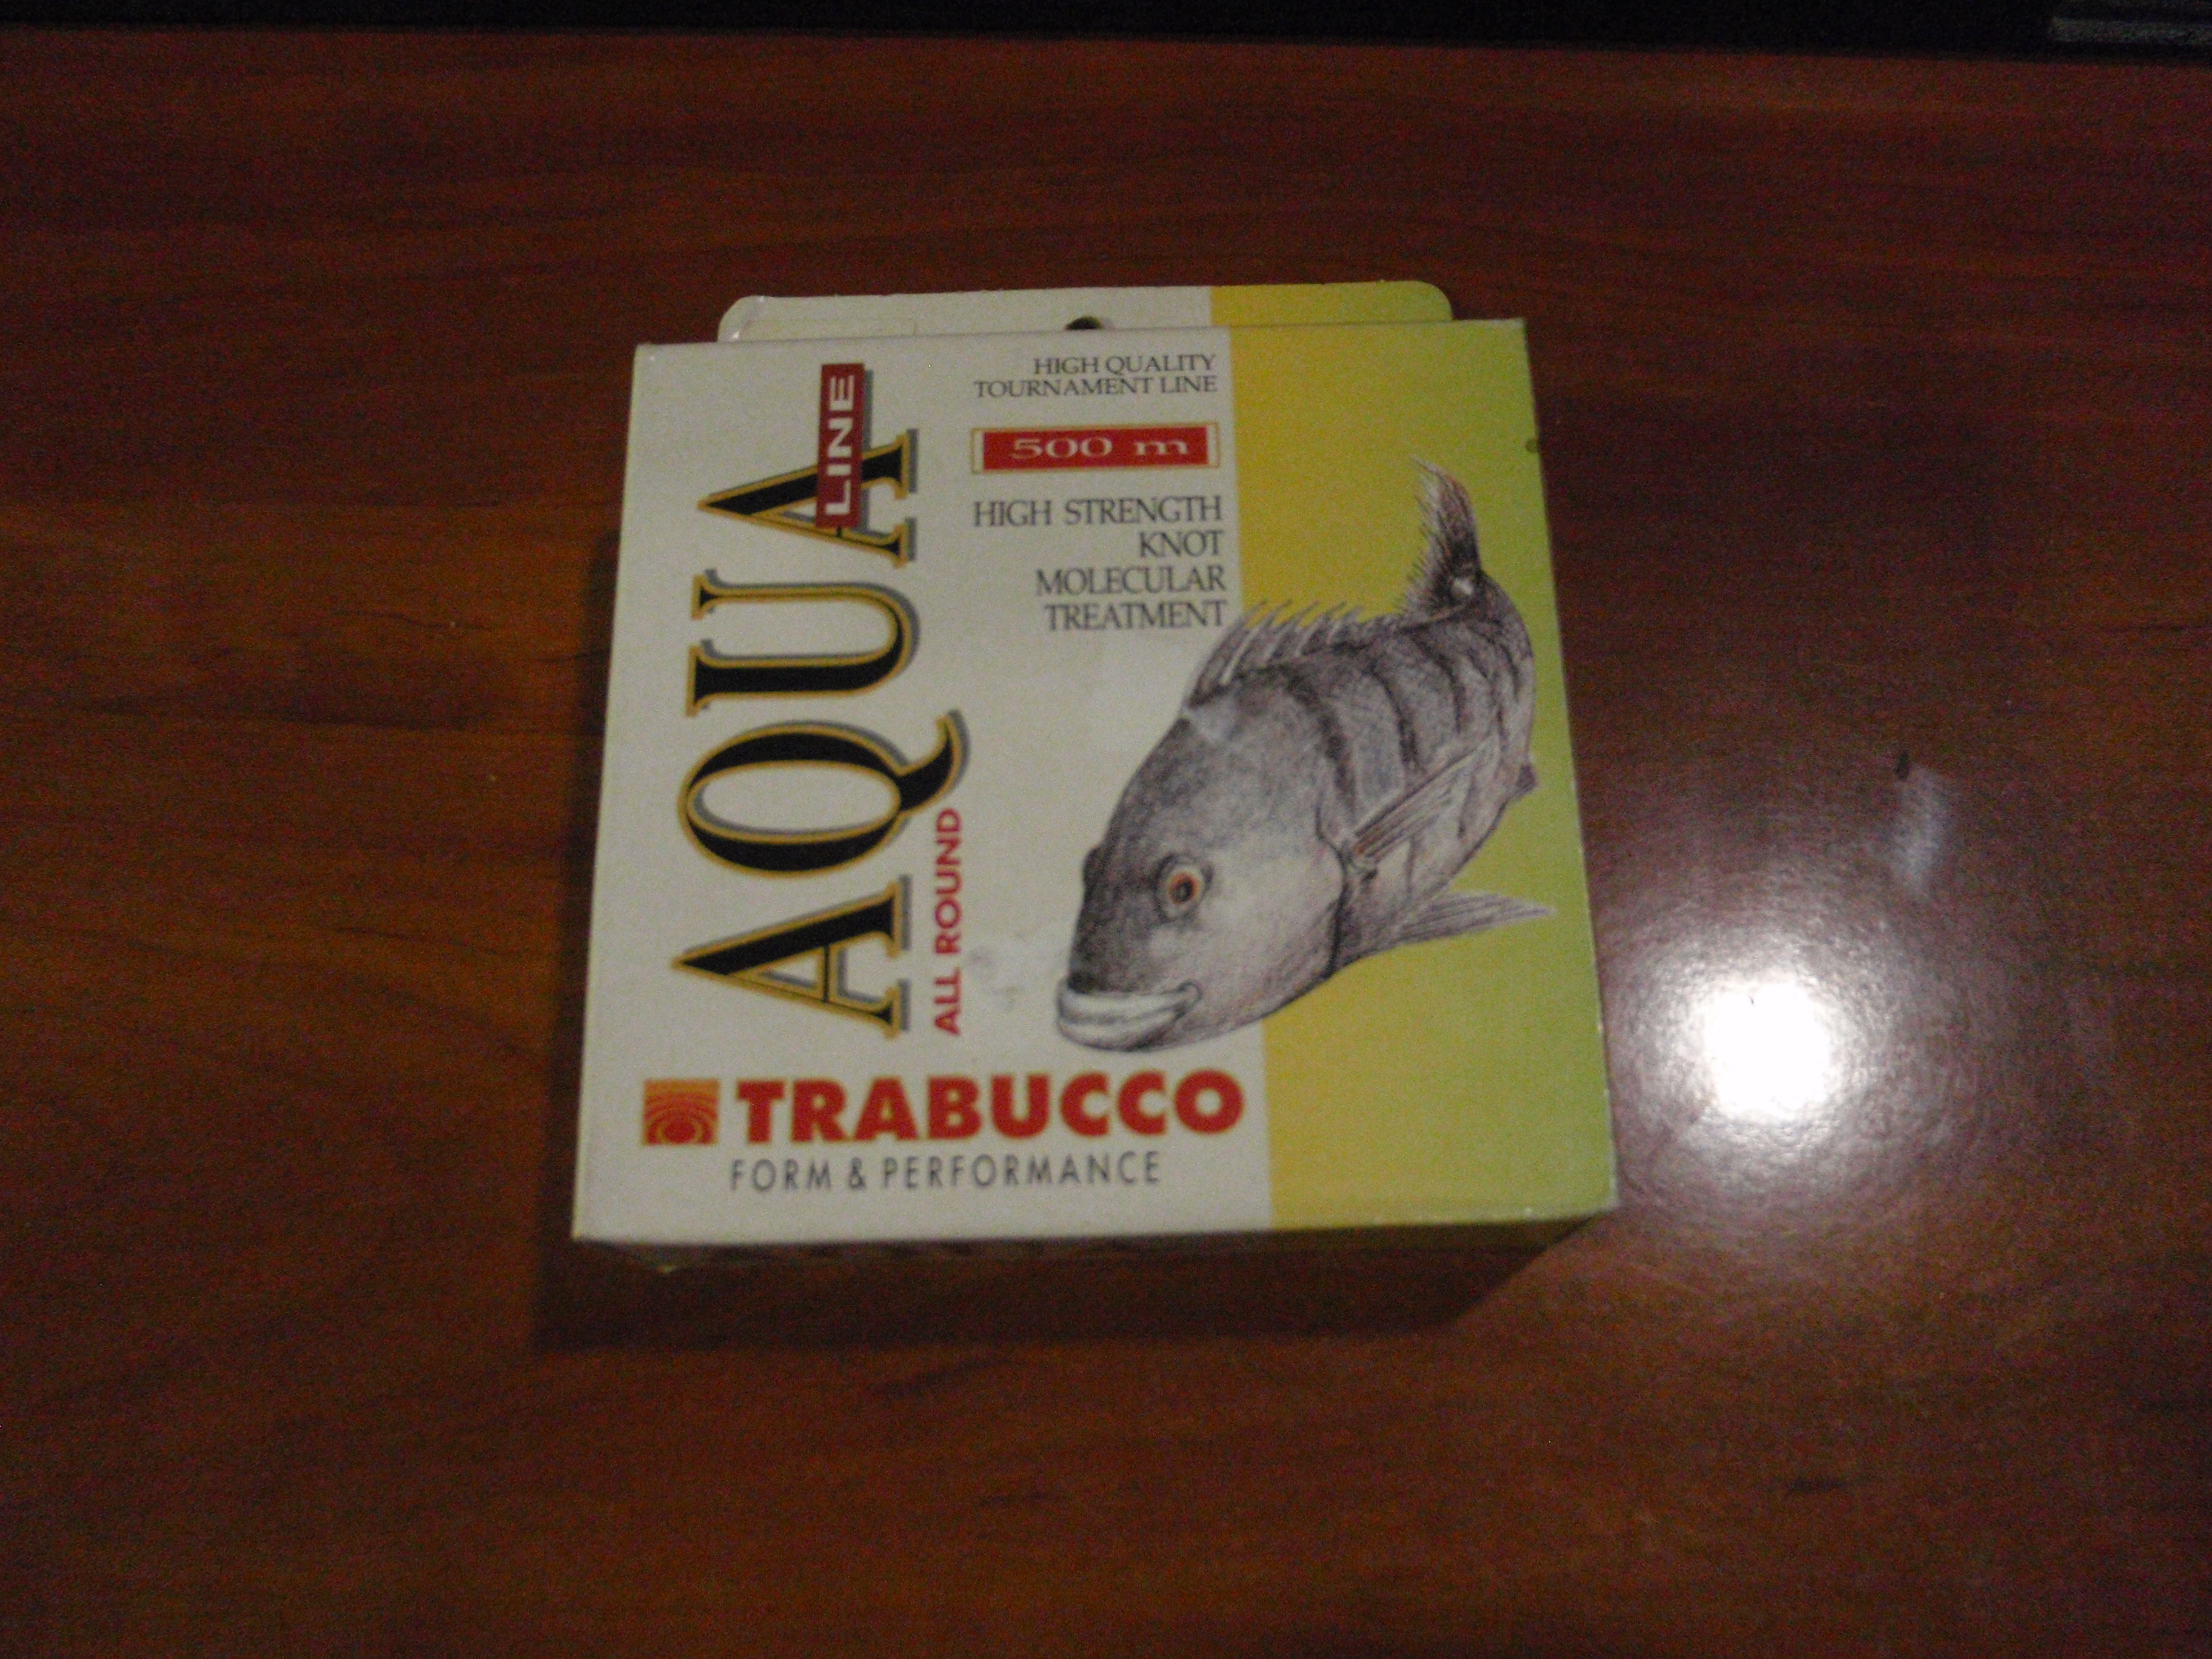 AQUA
LINE
ALL ROUND
HIGH QUALITY
TOURNAMENT LINE
500 m
HIGH STRENGTH
KNOT
MOLECULAR
TREATMENT
TRABUCCO
FORM & PERFORMANCE